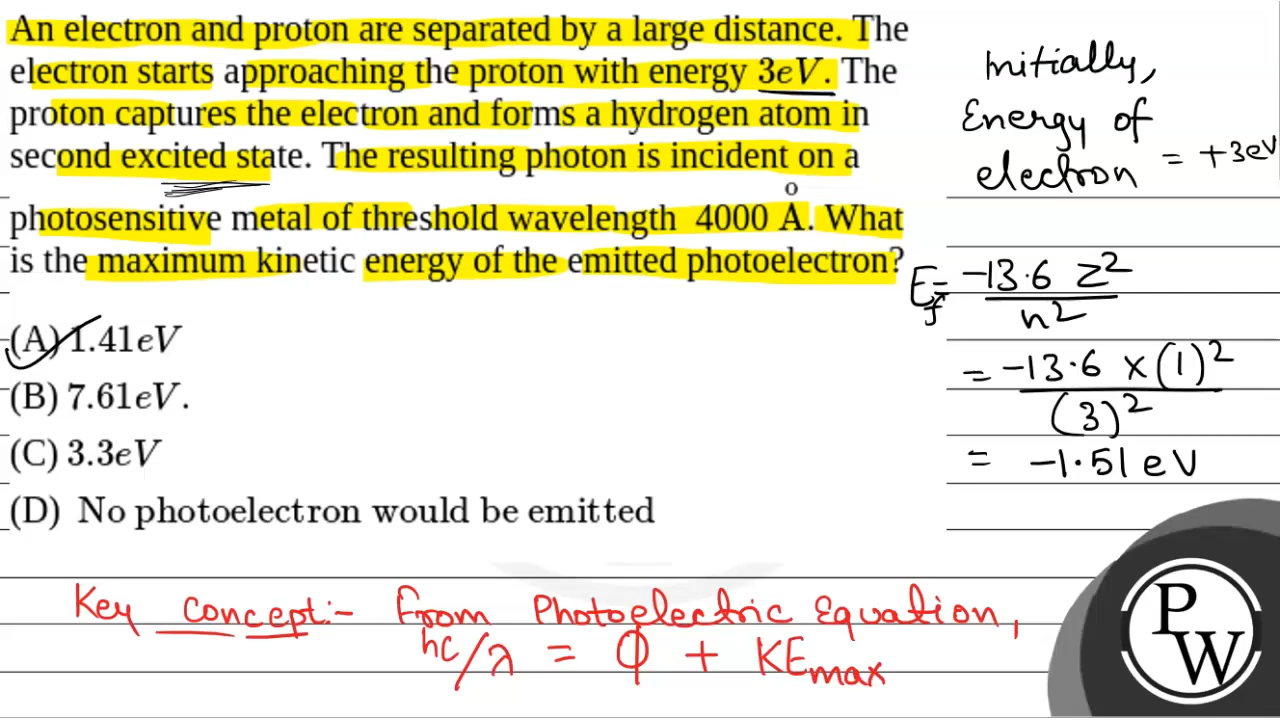 An electron and proton are separated by a large distance. The
electron starts approaching the proton with energy 3eV. The
proton captures the electron and forms a hydrogen atom in
second excited state. The resulting photon is incident on a
photosensitive metal of threshold wavelength 4000 Å. What
is the maximum kinetic energy of the emitted photoelectron?
(A) 1.41eV
(B) 7.61eV.
(C) 3.3eV
(D) No photoelectron would be emitted
Initially,
Energy of
electron = +3eV
E_f = -13.6 Z²
n²
= -13.6 × (1)²
(3)²
= -1.51 eV
Key concept:- From Photoelectric Equation,
hc/λ = Φ + KEmax
P
W